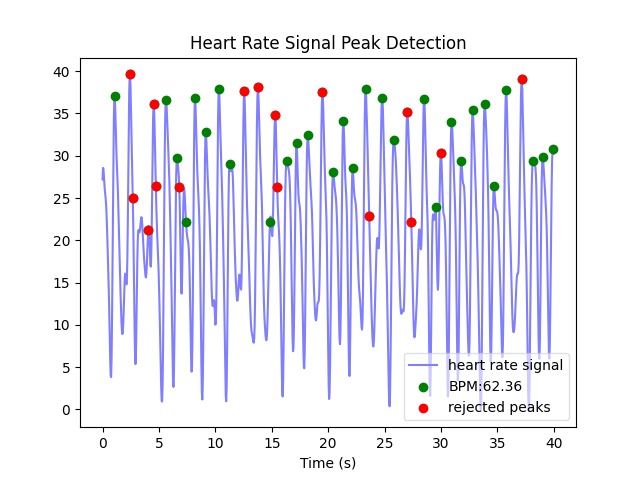 Heart Rate Signal Peak Detection
40
35
30
25
20
15
10
5
0
heart rate signal
BPM:62.36
rejected peaks
0 5 10 15 20 25 30 35 40
Time (s)